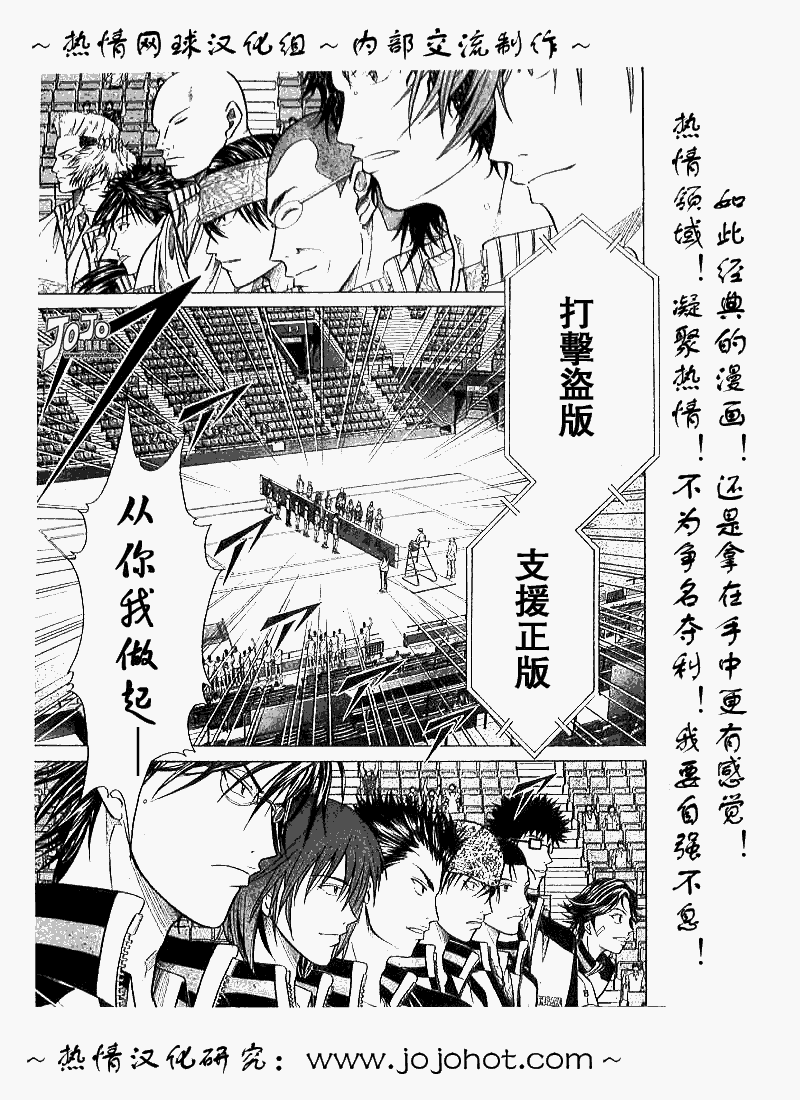 ～热情网球汉化组～内部交流制作～
如此经典的漫画！还是拿在手中更有感觉！
热情领域！凝聚热情！不为争名夺利！我要自强不息！
打擊盗版
支援正版
从你我做起—
JOJO
～热情汉化研究：www.jojohot.com～